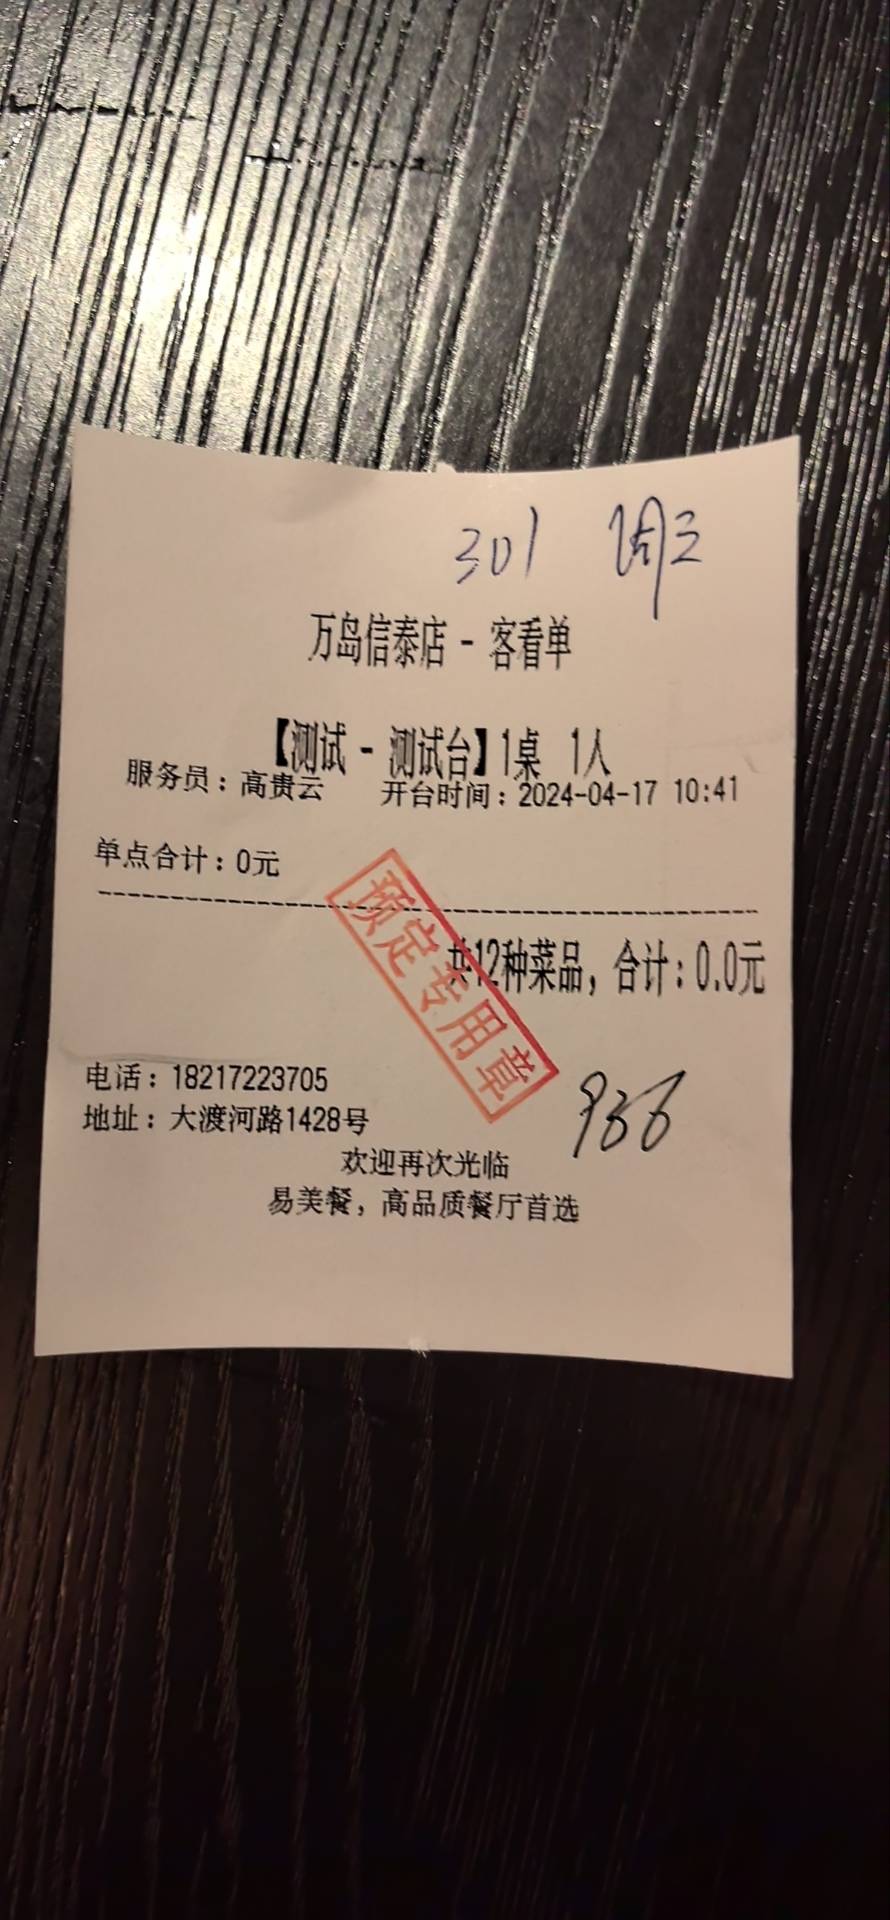 301 周三
万岛信泰店 - 客看单
【测试 - 测试台】1桌 1人
服务员：高贵云 开台时间：2024-04-17 10:41
单点合计：0元
预定专用章
共12种菜品，合计：0.0元
电话：18217223705
地址：大渡河路1428号
936
欢迎再次光临
易美餐，高品质餐厅首选